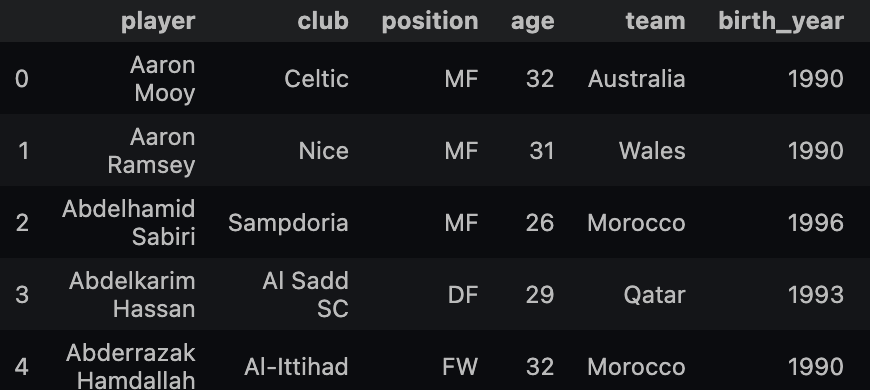 player club position age team birth_year
0 Aaron Mooy Celtic MF 32 Australia 1990
1 Aaron Ramsey Nice MF 31 Wales 1990
2 Abdelhamid Sabiri Sampdoria MF 26 Morocco 1996
3 Abdelkarim Hassan Al Sadd SC DF 29 Qatar 1993
4 Abderrazak Hamdallah Al-Ittihad FW 32 Morocco 1990